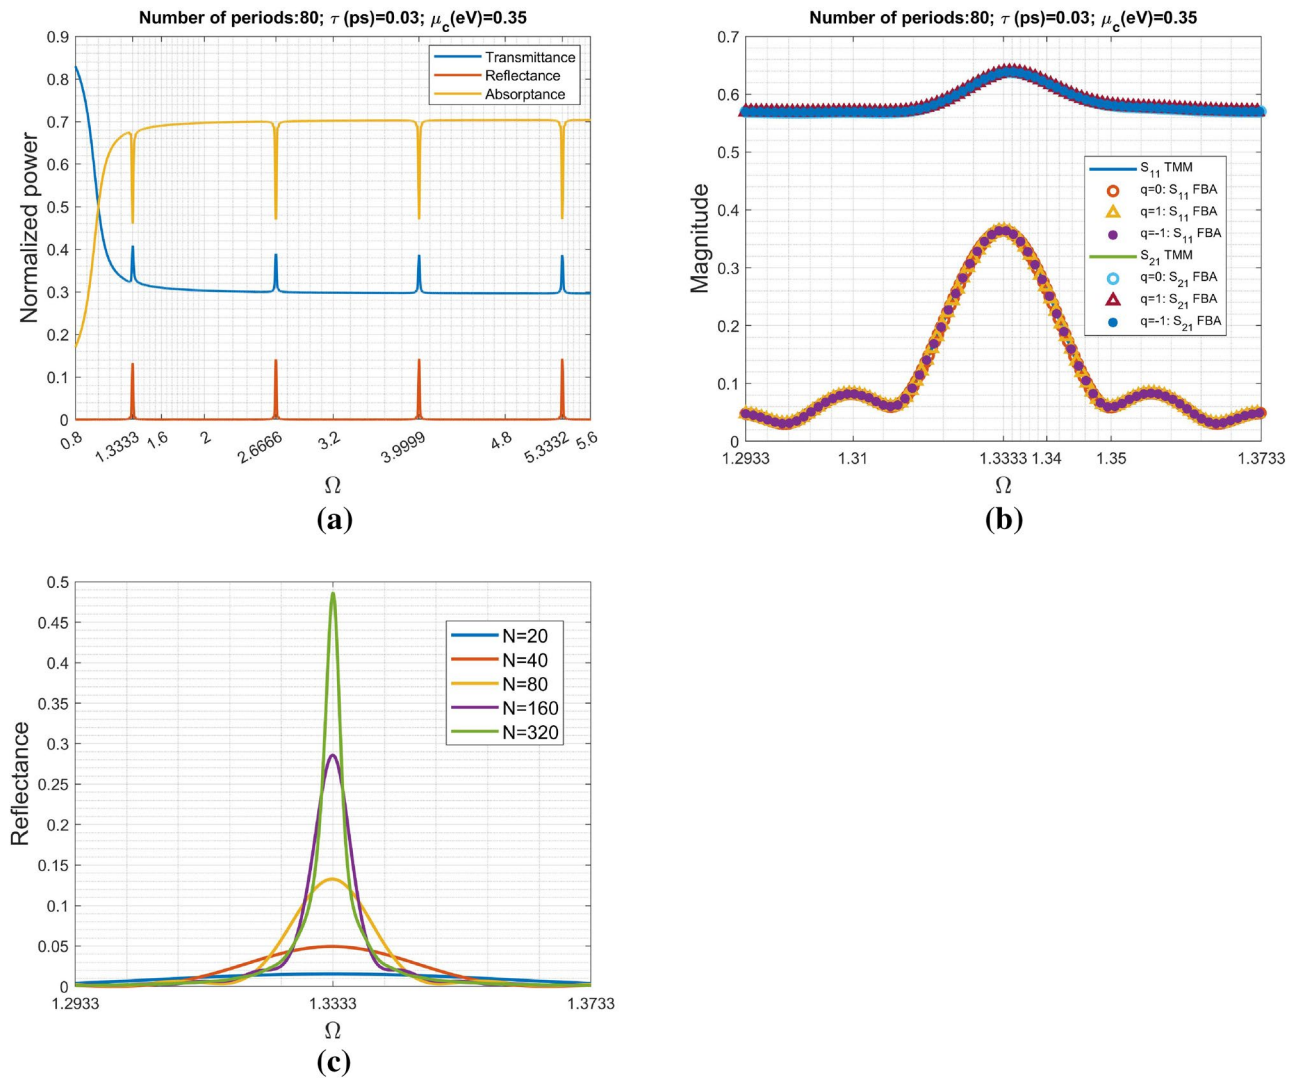 Number of periods:80; τ (ps)=0.03; μc(eV)=0.35
Normalized power
0.9
0.8
0.7
0.6
0.5
0.4
0.3
0.2
0.1
0
Transmittance
Reflectance
Absorptance
0.8 1.3333 1.6 2 2.6666 3.2 3.9999 4.8 5.3332 5.6
Ω
(a)
Number of periods:80; τ (ps)=0.03; μc(eV)=0.35
Magnitude
0.7
0.6
0.5
0.4
0.3
0.2
0.1
0
S11 TMM
q=0: S11 FBA
q=1: S11 FBA
q=-1: S11 FBA
S21 TMM
q=0: S21 FBA
q=1: S21 FBA
q=-1: S21 FBA
1.2933 1.31 1.3333 1.34 1.35 1.3733
Ω
(b)
Reflectance
0.5
0.45
0.4
0.35
0.3
0.25
0.2
0.15
0.1
0.05
0
N=20
N=40
N=80
N=160
N=320
1.2933 1.3333 1.3733
Ω
(c)